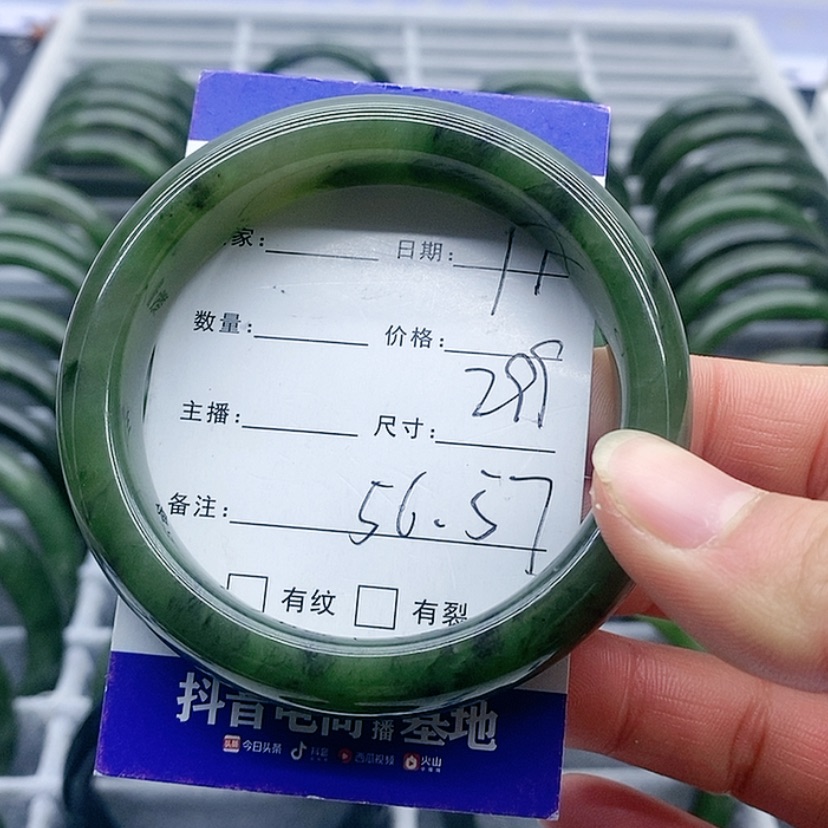 家: 日期:
数量: 价格:
299
主播: 尺寸:
备注: 56.57
有纹 有裂
抖音电商 播基地
今日头条 抖音 西瓜视频 火山